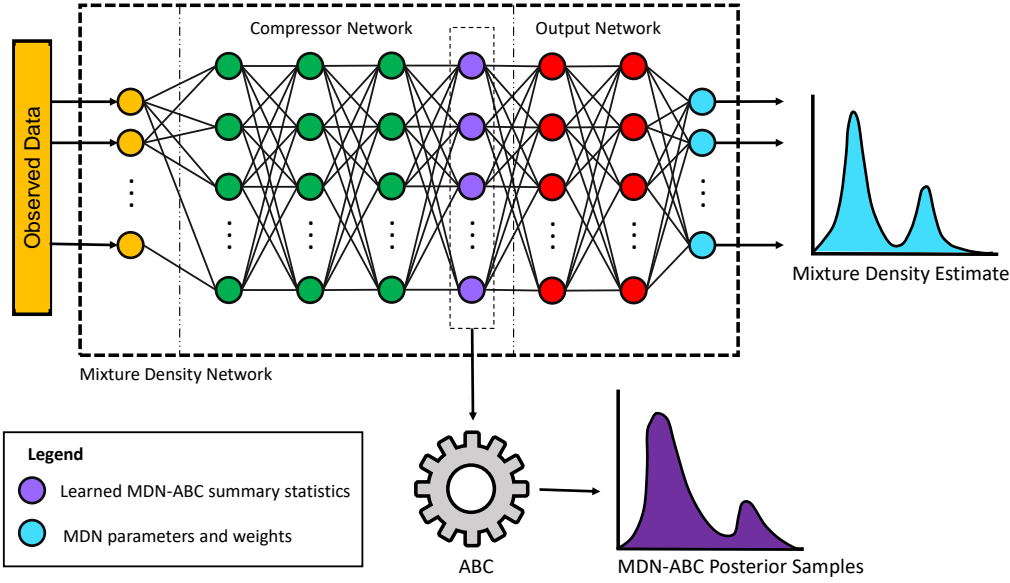 Compressor Network
Output Network
Observed Data
Mixture Density Estimate
Mixture Density Network
Legend
Learned MDN-ABC summary statistics
MDN parameters and weights
ABC
MDN-ABC Posterior Samples